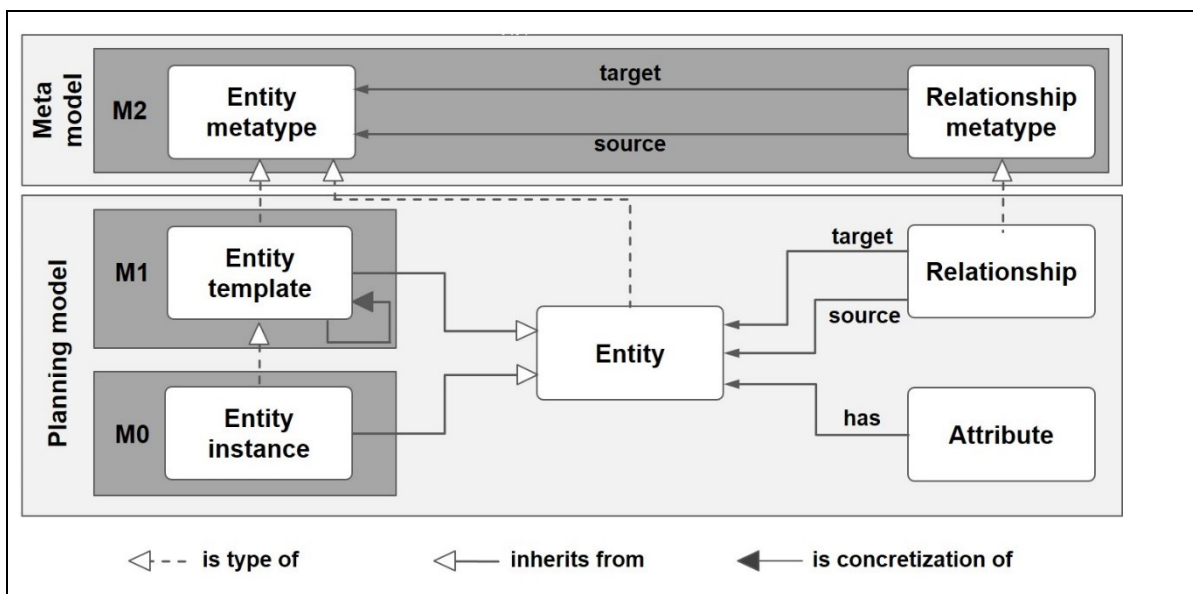 Meta
model
M2
Entity
metatype
target
source
Relationship
metatype
Planning model
M1
Entity
template
M0
Entity
instance
Entity
target
source
has
Relationship
Attribute
is type of
inherits from
is concretization of